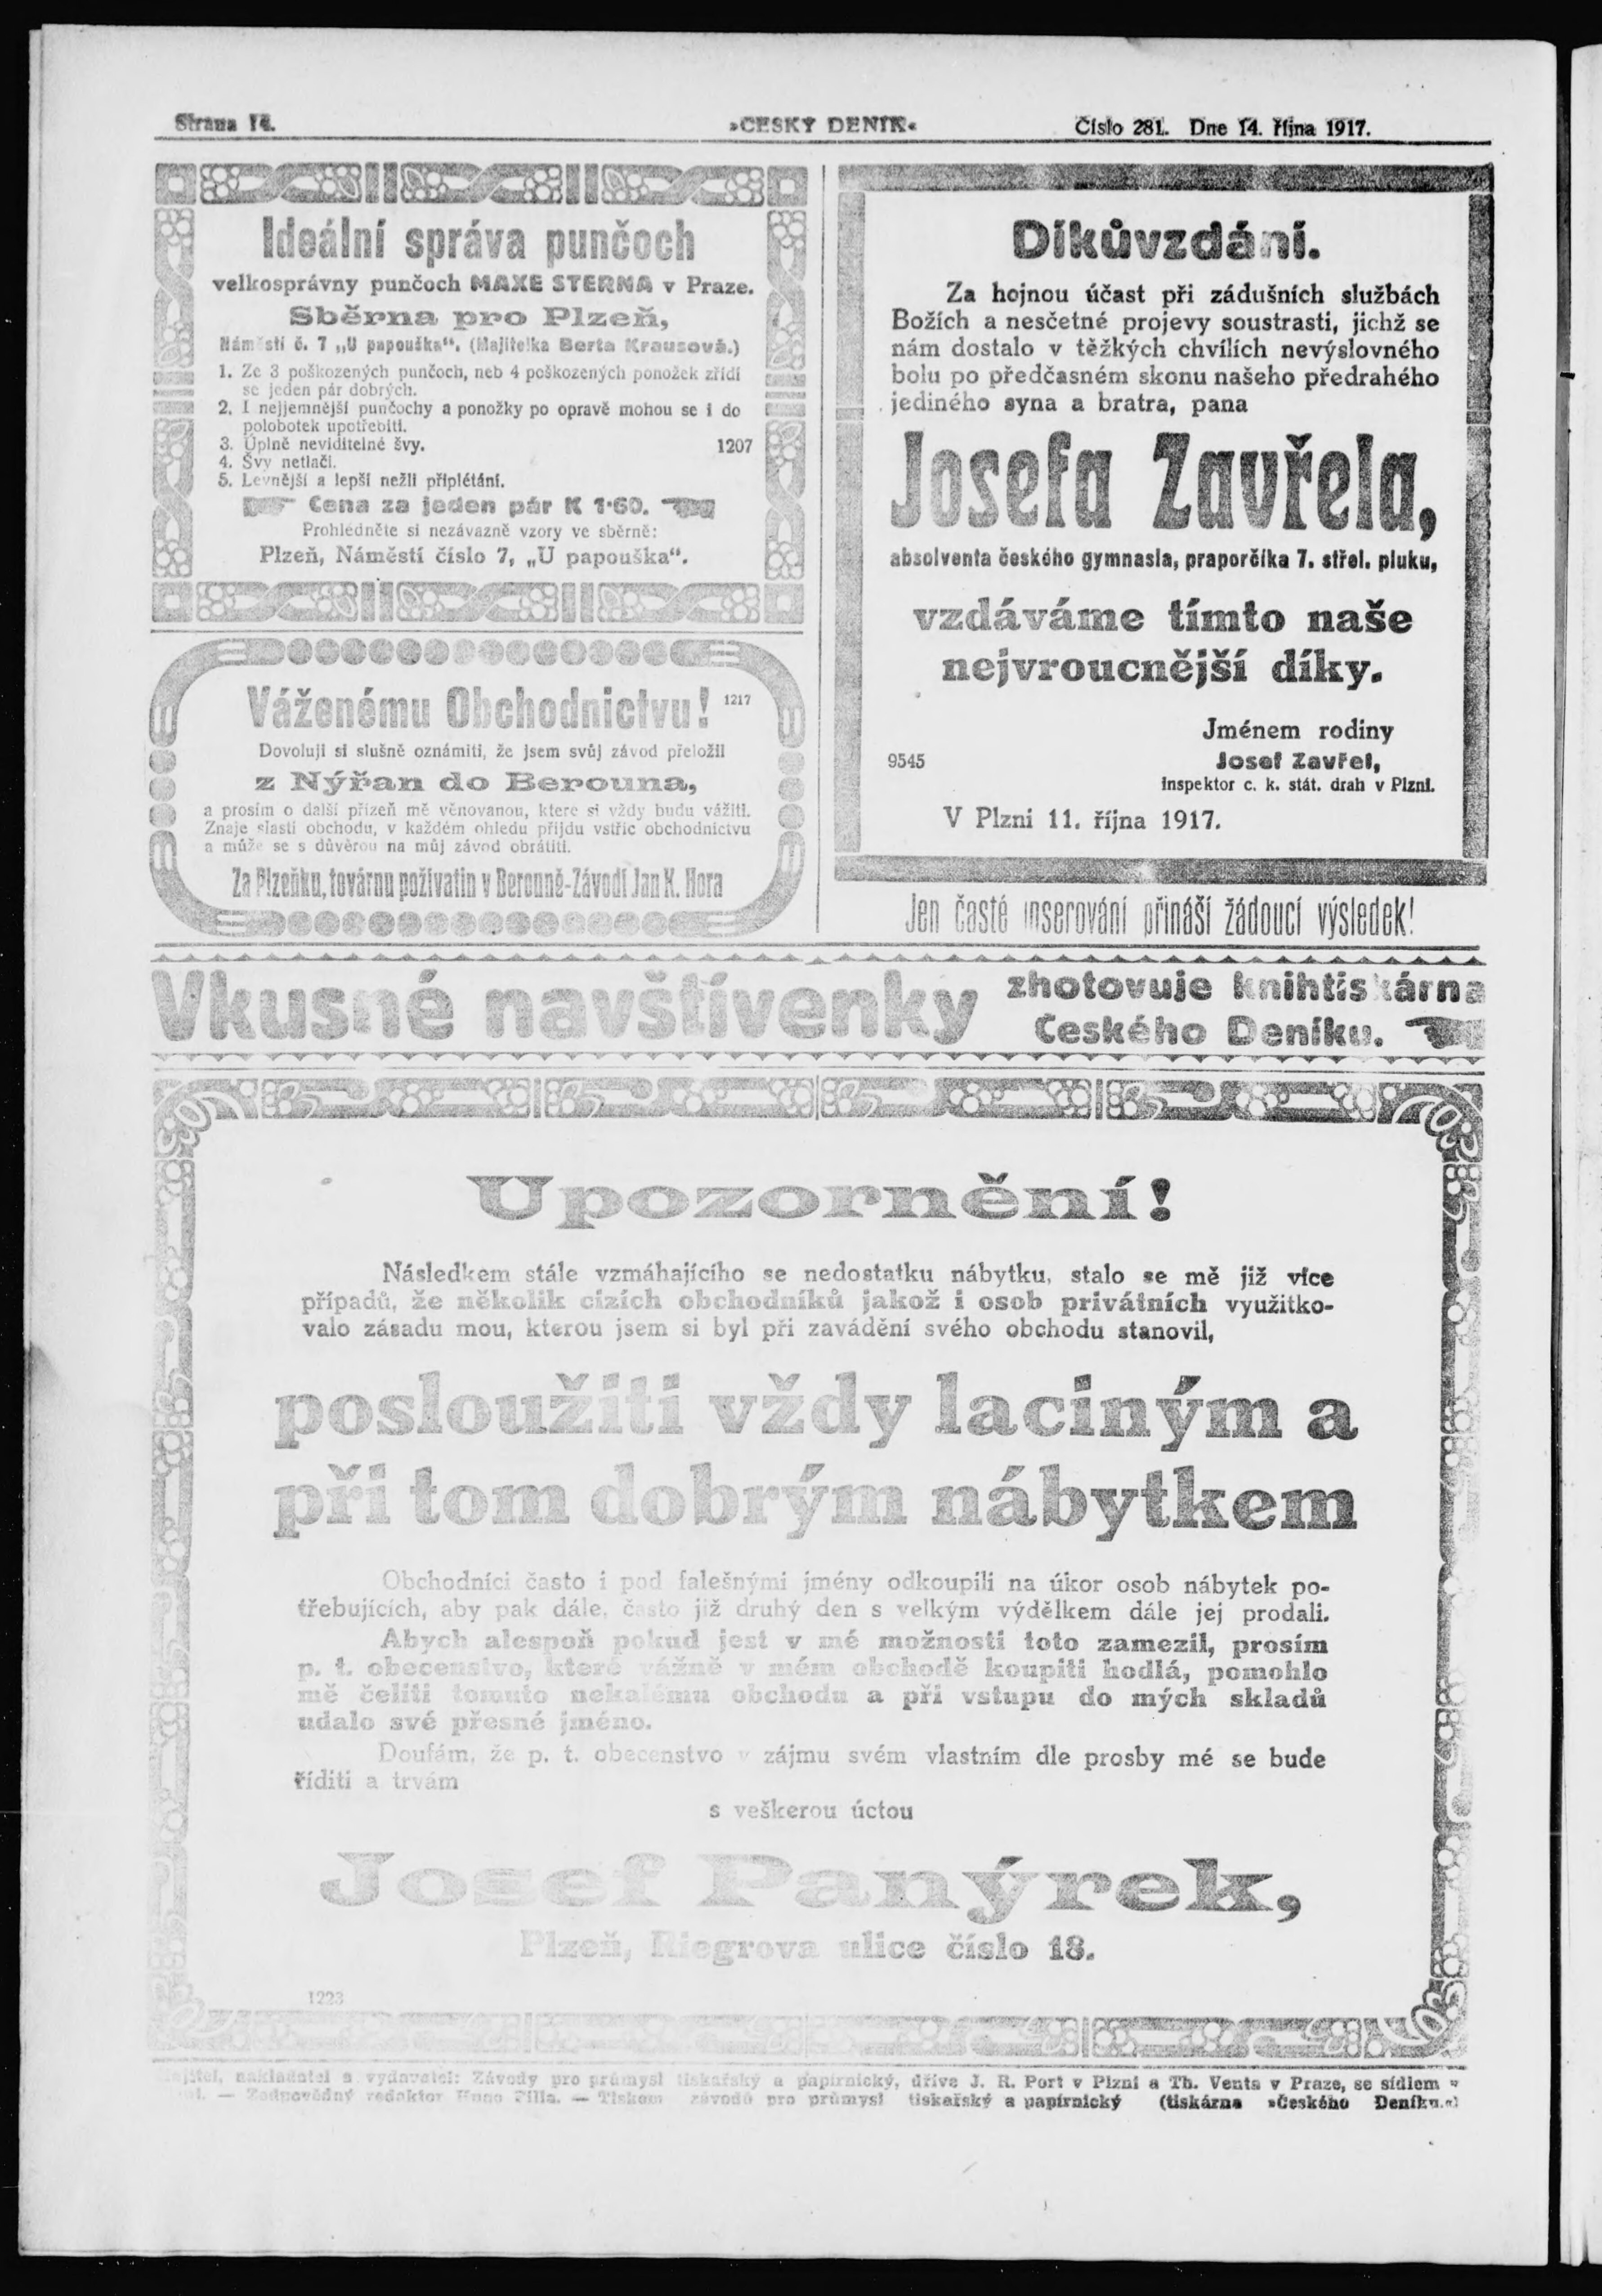 Strana 14.
»ČESKÝ DENÍK«
Číslo 281. Dne 14. října 1917.
Ideální správa punčoch
velkosprávny punčoch MAXE STERNA v Praze.
Sběrna pro Plzeň,
Náměstí č. 7 „U papouška“. (Majitelka Berta Krausová.)
1. Ze 3 poškozených punčoch, neb 4 poškozených ponožek zřídí
se jeden pár dobrých.
2. I nejjemnější punčochy a ponožky po opravě mohou se i do
polobotek upotřebiti.
3. Úplně neviditelné švy. 1207
4. Švy netlačí.
5. Levnější a lepší nežli připlétání.
Cena za jeden pár K 1·60.
Prohlédněte si nezávazně vzory ve sběrně:
Plzeň, Náměstí číslo 7, „U papouška“.
Váženému Obchodnictvu! 1217
Dovoluji si slušně oznámiti, že jsem svůj závod přeložil
z Nýřan do Berouna,
a prosím o další přízeň mě věnovanou, ktere si vždy budu vážiti.
Znaje slasti obchodu, v každém ohledu přijdu vstříc obchodnictvu
a může se s důvěrou na můj závod obrátiti.
Za Plzeňku, továrnu poživatin v Berouně-Závodí Jan K. Hora
Díkůvzdání.
Za hojnou účast při zádušních službách
Božích a nesčetné projevy soustrasti, jichž se
nám dostalo v těžkých chvílích nevýslovného
bolu po předčasném skonu našeho předrahého
jediného syna a bratra, pana
Josefa Zavřela,
absolventa českého gymnasia, praporčíka 7. střel. pluku,
vzdáváme tímto naše
nejvroucnější díky.
Jménem rodiny
9545 Josef Zavřel,
inspektor c. k. stát. drah v Plzni.
V Plzni 11. října 1917.
Jen časté inserování přináší žádoucí výsledek!
Vkusné navštívenky
zhotovuje knihtiskárna
Českého Deníku.
Upozornění!
Následkem stále vzmáhajícího se nedostatku nábytku, stalo se mě již více
případů, že několik cizích obchodníků jakož i osob privátních využitko-
valo zásadu mou, kterou jsem si byl při zavádění svého obchodu stanovil,
posloužiti vždy laciným a
při tom dobrým nábytkem
Obchodníci často i pod falešnými jmény odkoupili na úkor osob nábytek po-
třebujících, aby pak dále, často již druhý den s velkým výdělkem dále jej prodali.
Abych alespoň pokud jest v mé možnosti toto zamezil, prosím
p. t. obecenstvo, které vážně v mém obchodě koupiti hodlá, pomohlo
mě čeliti tomuto nekalému obchodu a při vstupu do mých skladů
udalo své přesné jméno.
Doufám, že p. t. obecenstvo v zájmu svém vlastním dle prosby mé se bude
říditi a trvám
s veškerou úctou
Josef Panýrek,
Plzeň, Riegrova ulice číslo 18.
1223
Majitel, nakladatel a vydavatel: Závody pro průmysl tiskařský a papírnický, dříve J. R. Port v Plzni a Th. Venta v Praze, se sídlem v
— Zodpovědný redaktor Hugo Filla. — Tiskem závodů pro průmysl tiskařský a papírnický (tiskárna »Českého Deníku«)